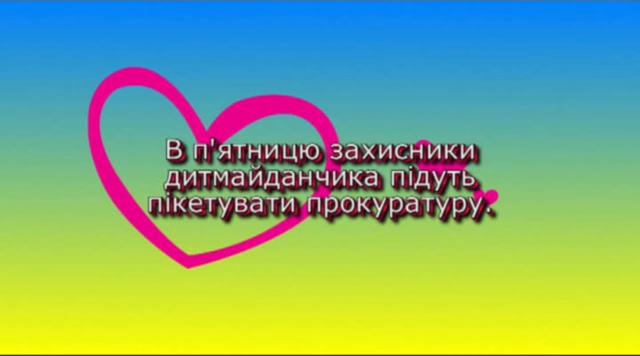 В п'ятницю захисники
дитмайданчика підуть
пікетувати прокуратуру.